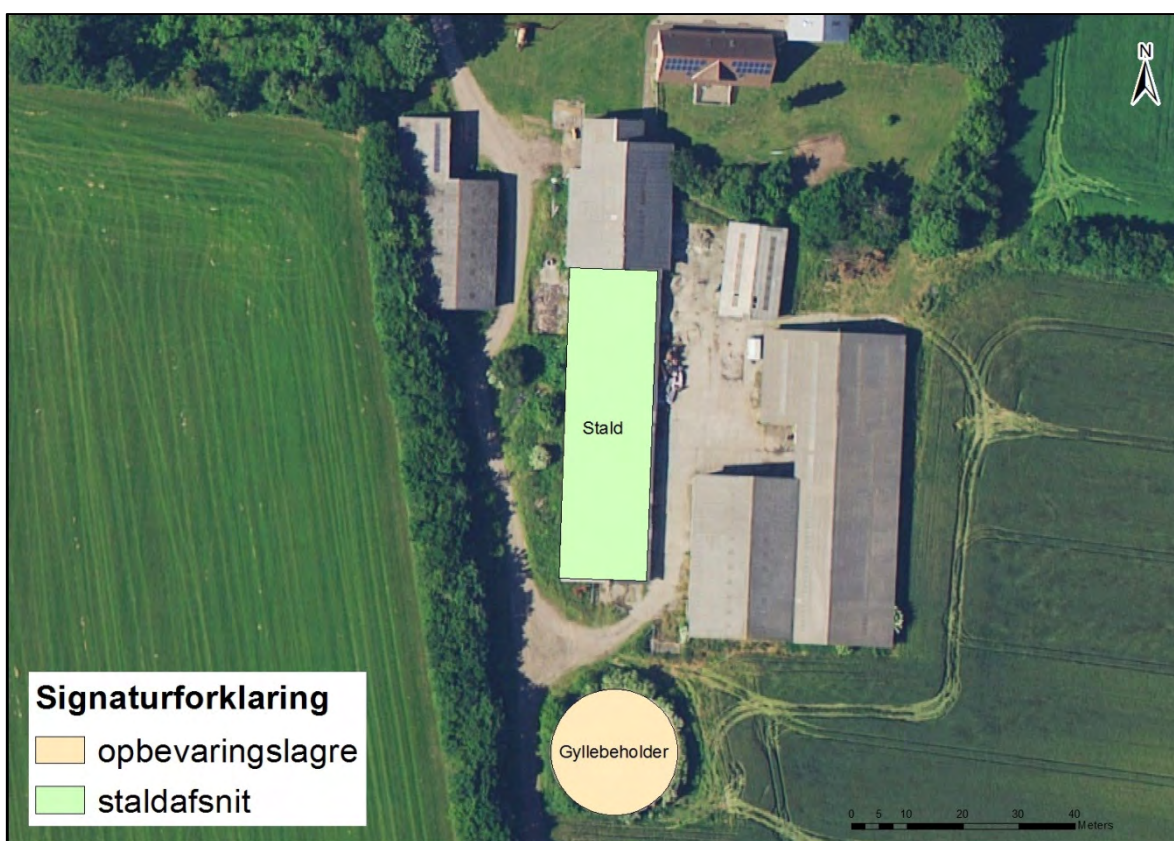 N
Stald
Gyllebeholder
Signaturforklaring
opbevaringslagre
staldafsnit
0 5 10 20 30 40
Meters